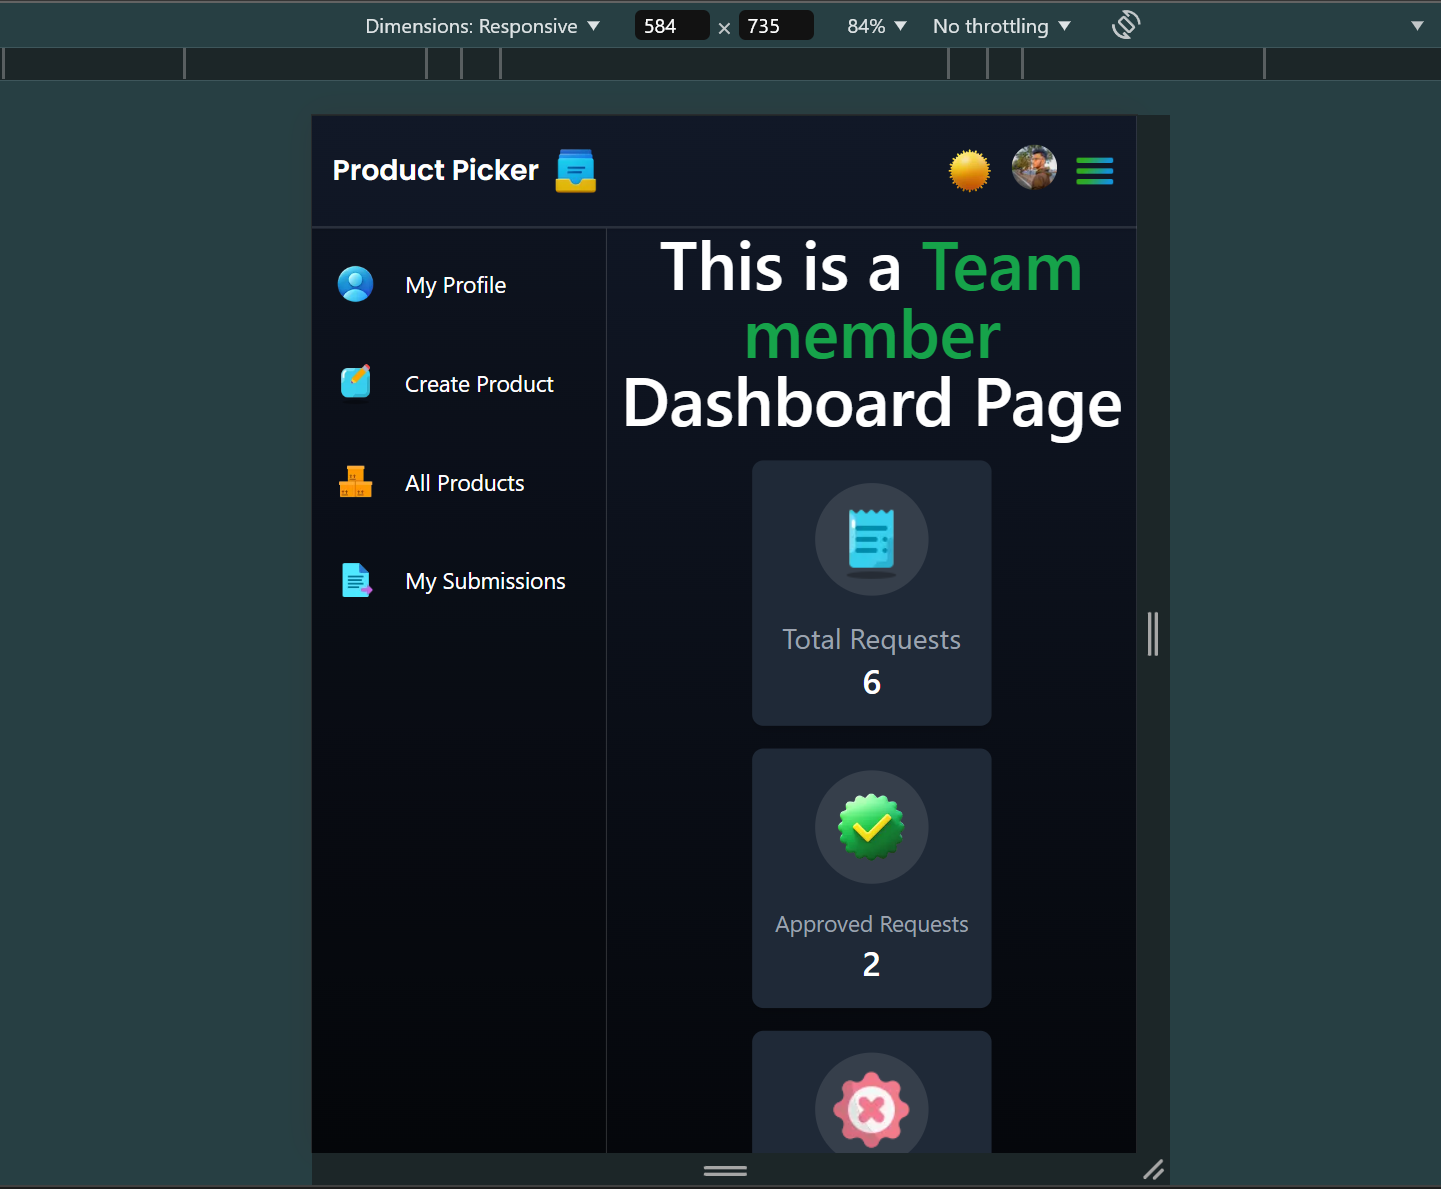 Dimensions: Responsive ▼ 584 × 735 84% ▼ No throttling ▼
Product Picker
My Profile
Create Product
All Products
My Submissions
This is a Team
member
Dashboard Page
Total Requests
6
Approved Requests
2